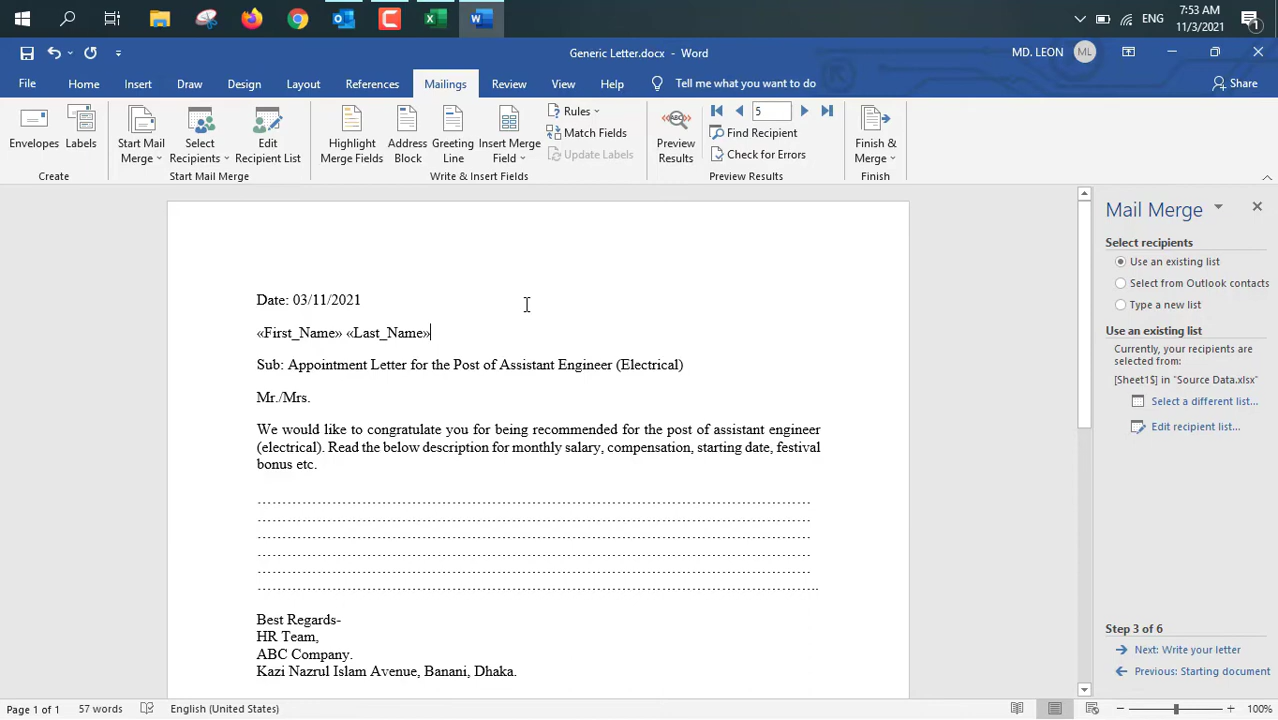 7:53 AM
ENG
11/3/2021
1
Generic Letter.docx - Word
MD. LEON
ML
File
Home
Insert
Draw
Design
Layout
References
Mailings
Review
View
Help
Tell me what you want to do
Share
Envelopes
Labels
Create
Start Mail
Merge
Select
Recipients
Edit
Recipient List
Start Mail Merge
Highlight
Merge Fields
Address
Block
Greeting
Line
Insert Merge
Field
Rules
Match Fields
Update Labels
Write & Insert Fields
Preview
Results
ABC
5
Find Recipient
Check for Errors
Preview Results
Finish &
Merge
Finish
Date: 03/11/2021
«First_Name» «Last_Name»
Sub: Appointment Letter for the Post of Assistant Engineer (Electrical)
Mr./Mrs.
We would like to congratulate you for being recommended for the post of assistant engineer
(electrical). Read the below description for monthly salary, compensation, starting date, festival
bonus etc.
Best Regards-
HR Team,
ABC Company.
Kazi Nazrul Islam Avenue, Banani, Dhaka.
Mail Merge
Select recipients
Use an existing list
Select from Outlook contacts
Type a new list
Use an existing list
Currently, your recipients are
selected from:
[Sheet1$] in "Source Data.xlsx"
Select a different list...
Edit recipient list...
Step 3 of 6
Next: Write your letter
Previous: Starting document
Page 1 of 1
57 words
English (United States)
100%